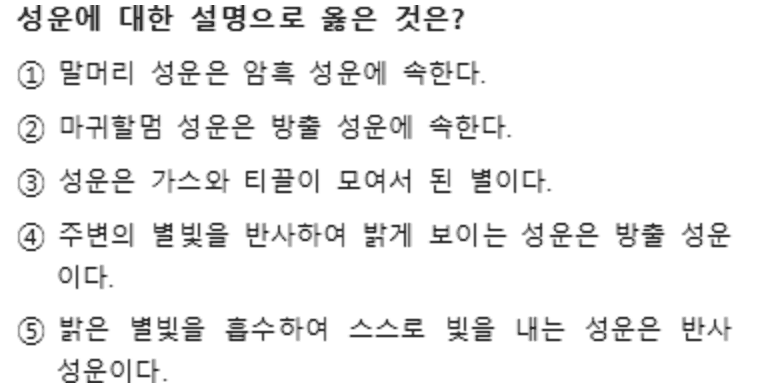 성운에 대한 설명으로 옳은 것은?
① 말머리 성운은 암흑 성운에 속한다.
② 마귀할멈 성운은 방출 성운에 속한다.
③ 성운은 가스와 티끌이 모여서 된 별이다.
④ 주변의 별빛을 반사하여 밝게 보이는 성운은 방출 성운
이다.
⑤ 밝은 별빛을 흡수하여 스스로 빛을 내는 성운은 반사
성운이다.